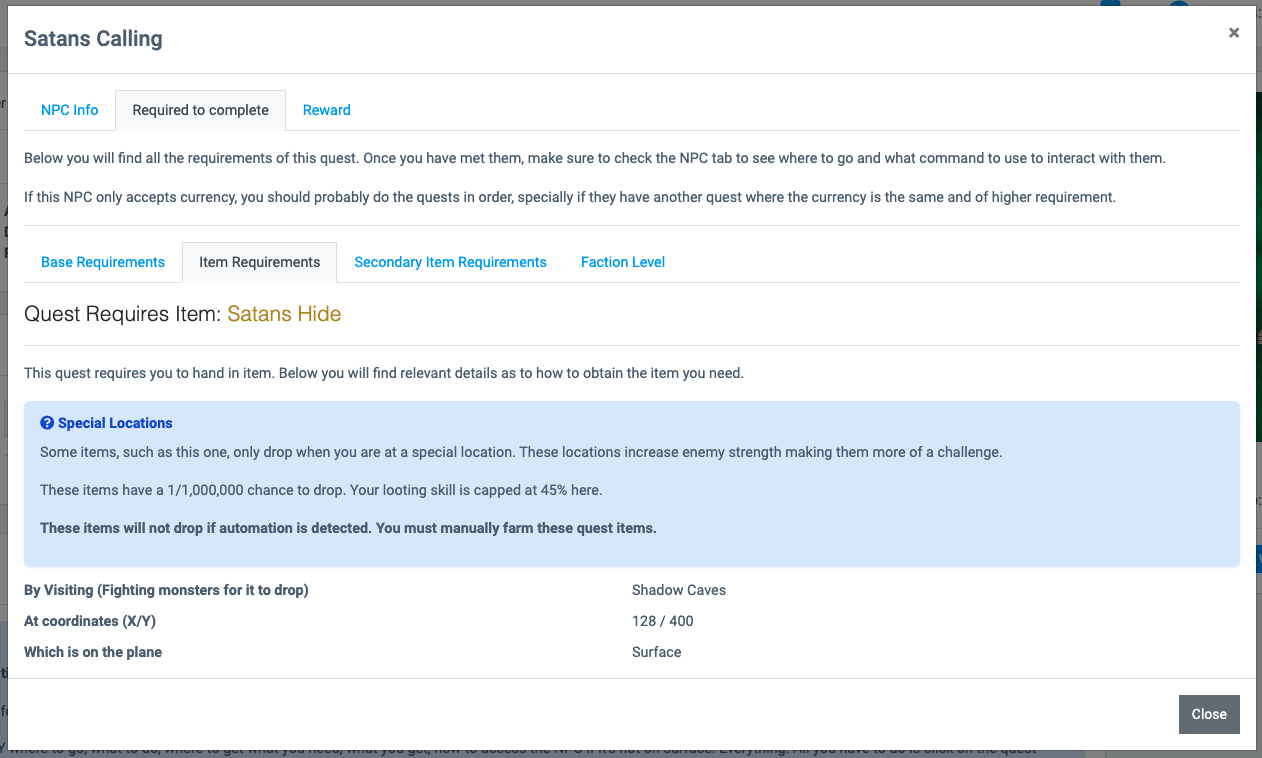 Satans Calling
×
NPC Info
Required to complete
Reward
Below you will find all the requirements of this quest. Once you have met them, make sure to check the NPC tab to see where to go and what command to use to interact with them.
If this NPC only accepts currency, you should probably do the quests in order, specially if they have another quest where the currency is the same and of higher requirement.
Base Requirements
Item Requirements
Secondary Item Requirements
Faction Level
Quest Requires Item: Satans Hide
This quest requires you to hand in item. Below you will find relevant details as to how to obtain the item you need.
Special Locations
Some items, such as this one, only drop when you are at a special location. These locations increase enemy strength making them more of a challenge.
These items have a 1/1,000,000 chance to drop. Your looting skill is capped at 45% here.
These items will not drop if automation is detected. You must manually farm these quest items.
By Visiting (Fighting monsters for it to drop) Shadow Caves
At coordinates (X/Y) 128 / 400
Which is on the plane Surface
Close